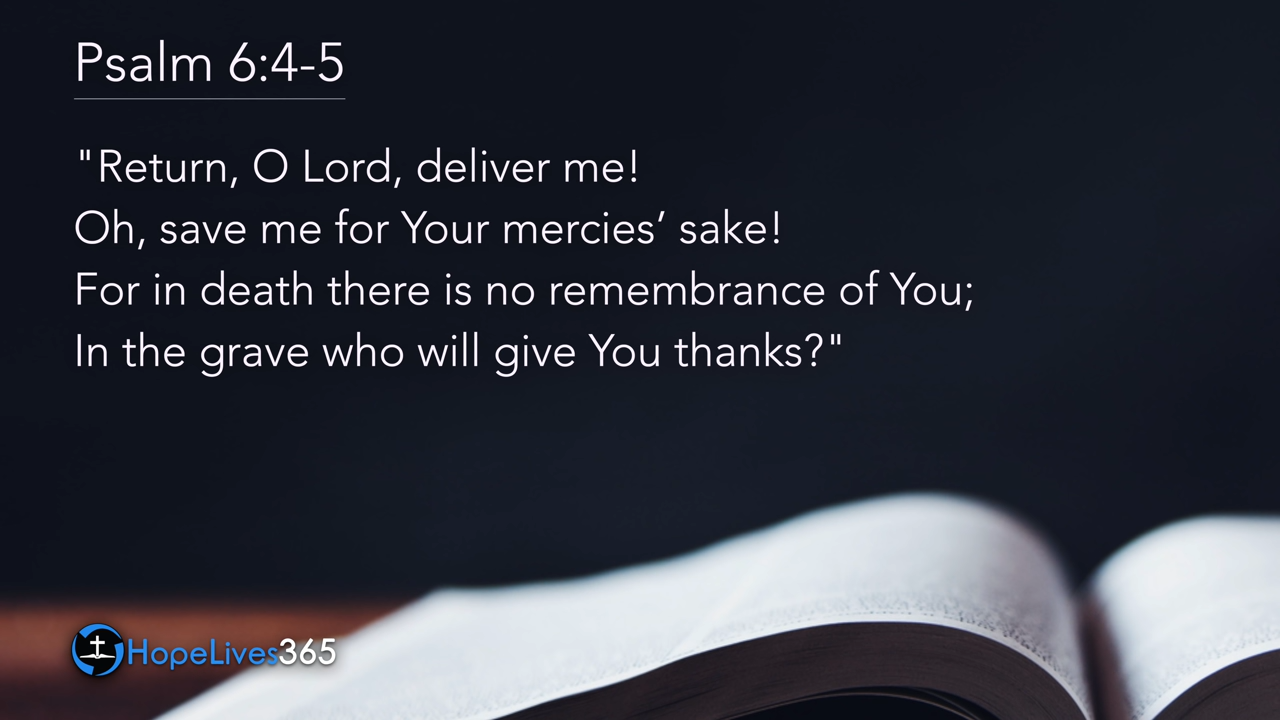 Psalm 6:4-5
"Return, O Lord, deliver me!
Oh, save me for Your mercies’ sake!
For in death there is no remembrance of You;
In the grave who will give You thanks?"
HopeLives365